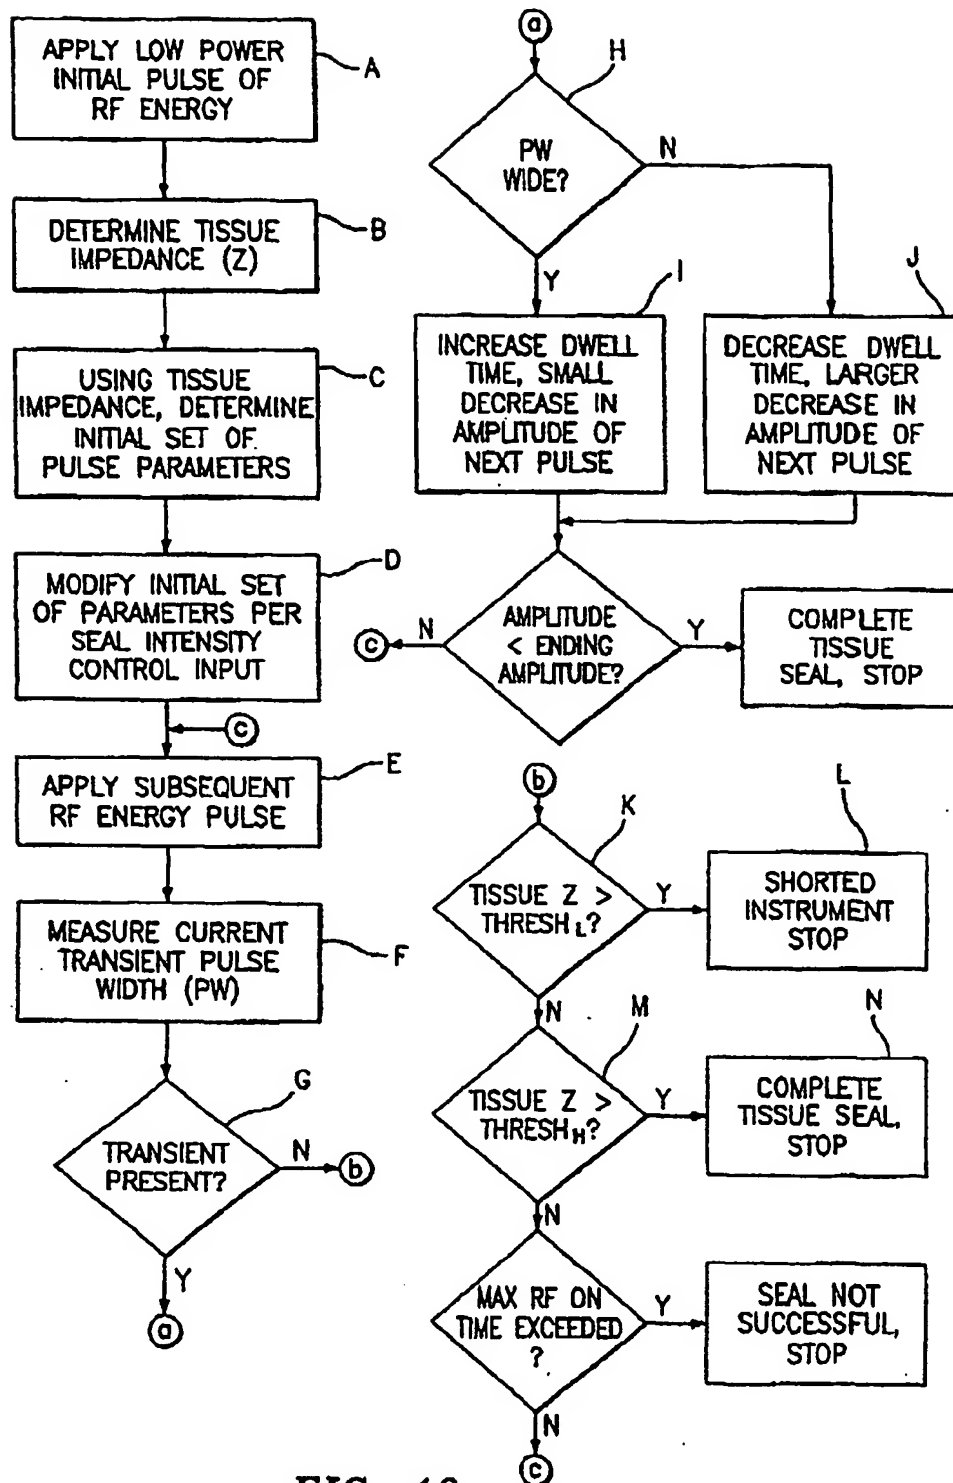 APPLY LOW POWER
INITIAL PULSE OF
RF ENERGY
A
DETERMINE TISSUE
IMPEDANCE (Z)
B
USING TISSUE
IMPEDANCE, DETERMINE
INITIAL SET OF
PULSE PARAMETERS
C
MODIFY INITIAL SET
OF PARAMETERS PER
SEAL INTENSITY
CONTROL INPUT
D
c
APPLY SUBSEQUENT
RF ENERGY PULSE
E
MEASURE CURRENT
TRANSIENT PULSE
WIDTH (PW)
F
TRANSIENT
PRESENT?
G
N
b
Y
a
a
PW
WIDE?
H
N
Y
INCREASE DWELL
TIME, SMALL
DECREASE IN
AMPLITUDE OF
NEXT PULSE
I
DECREASE DWELL
TIME, LARGER
DECREASE IN
AMPLITUDE OF
NEXT PULSE
J
AMPLITUDE
< ENDING
AMPLITUDE?
N
c
Y
COMPLETE
TISSUE
SEAL, STOP
b
TISSUE Z >
THRESH L?
K
Y
SHORTED
INSTRUMENT
STOP
L
N
TISSUE Z >
THRESH H?
M
Y
COMPLETE
TISSUE SEAL,
STOP
N
N
MAX RF ON
TIME EXCEEDED
?
Y
SEAL NOT
SUCCESSFUL,
STOP
N
c